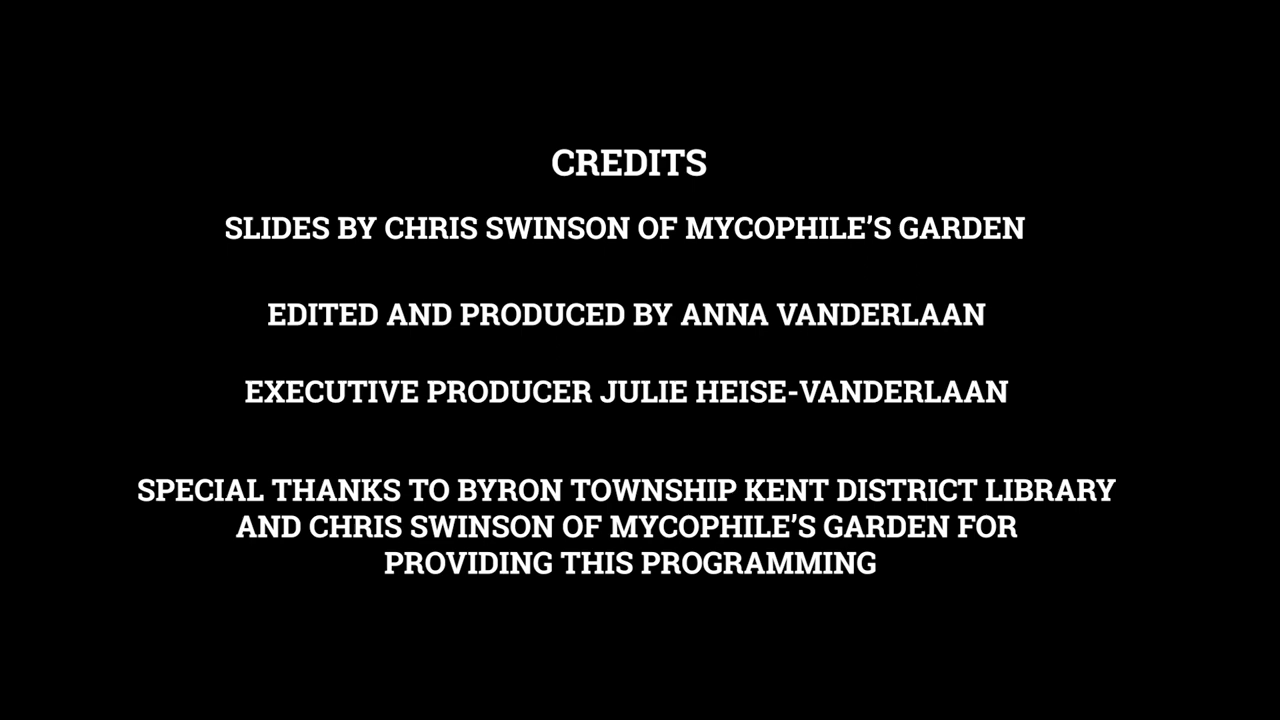 CREDITS
SLIDES BY CHRIS SWINSON OF MYCOPHILE’S GARDEN
EDITED AND PRODUCED BY ANNA VANDERLAAN
EXECUTIVE PRODUCER JULIE HEISE-VANDERLAAN
SPECIAL THANKS TO BYRON TOWNSHIP KENT DISTRICT LIBRARY
AND CHRIS SWINSON OF MYCOPHILE’S GARDEN FOR
PROVIDING THIS PROGRAMMING